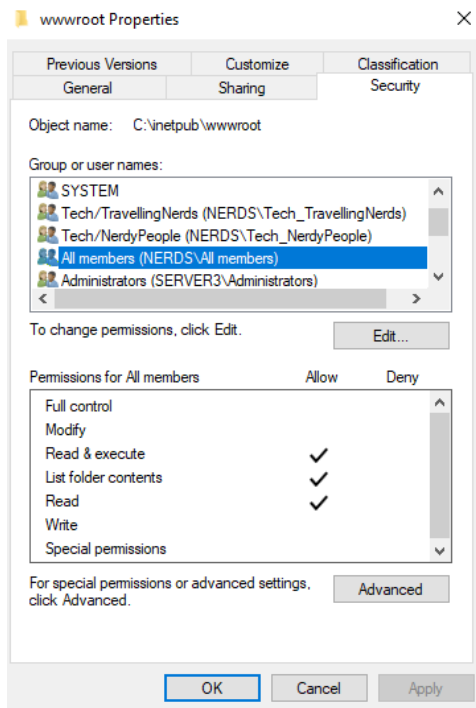 wwwroot Properties
Previous Versions Customize Classification
General Sharing Security
Object name: C:\inetpub\wwwroot
Group or user names:
SYSTEM
Tech/TravellingNerds (NERDS\Tech_TravellingNerds)
Tech/NerdyPeople (NERDS\Tech_NerdyPeople)
All members (NERDS\All members)
Administrators (SERVER3\Administrators)
To change permissions, click Edit.
Edit...
Permissions for All members Allow Deny
Full control
Modify
Read & execute
List folder contents
Read
Write
Special permissions
For special permissions or advanced settings,
click Advanced.
Advanced
OK Cancel Apply